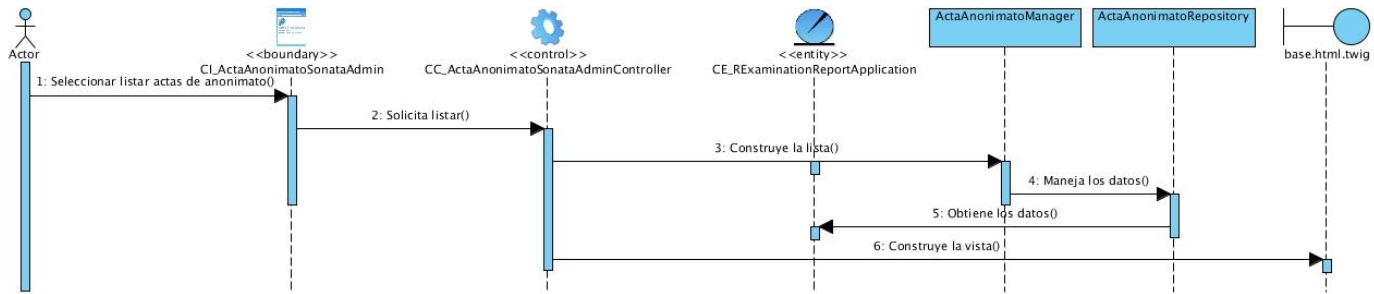 ActaAnonimatoManager
ActaAnonimatoRepository
Actor
<<boundary>>
CI_ActaAnonimatoSonataAdmin
<<control>>
CC_ActaAnonimatoSonataAdminController
<<entity>>
CE_RExaminationReportApplication
base.html.twig
1: Seleccionar listar actas de anonimato()
2: Solicita listar()
3: Construye la lista()
4: Maneja los datos()
5: Obtiene los datos()
6: Construye la vista()